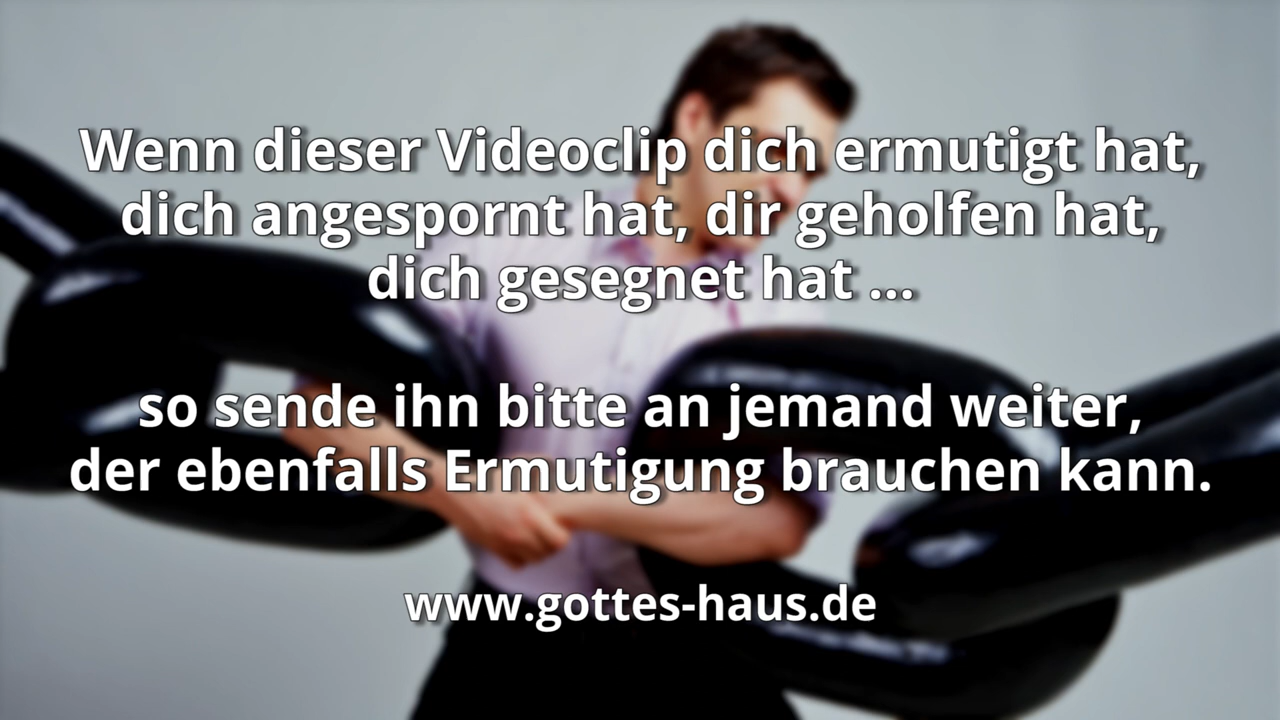 Wenn dieser Videoclip dich ermutigt hat,
dich angespornt hat, dir geholfen hat,
dich gesegnet hat ...
so sende ihn bitte an jemand weiter,
der ebenfalls Ermutigung brauchen kann.
www.gottes-haus.de